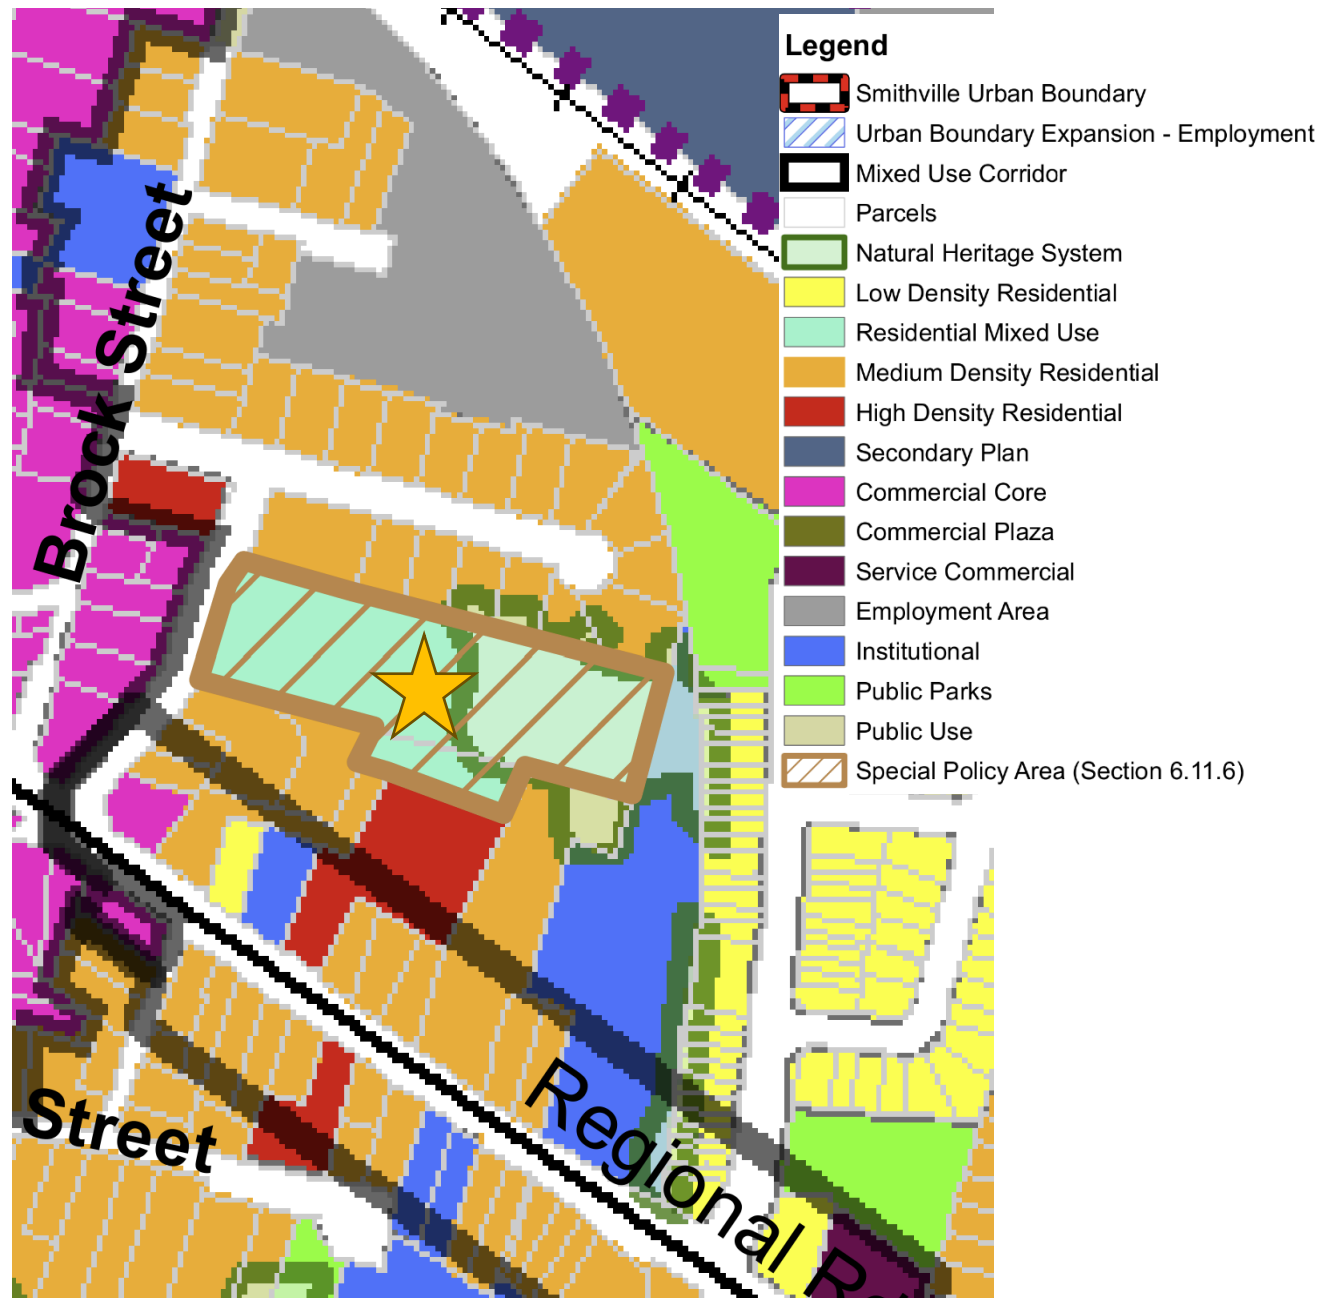 Legend
Smithville Urban Boundary
Urban Boundary Expansion - Employment
Mixed Use Corridor
Parcels
Natural Heritage System
Low Density Residential
Residential Mixed Use
Medium Density Residential
High Density Residential
Secondary Plan
Commercial Core
Commercial Plaza
Service Commercial
Employment Area
Institutional
Public Parks
Public Use
Special Policy Area (Section 6.11.6)
Brock Street
Street
Regional Rd